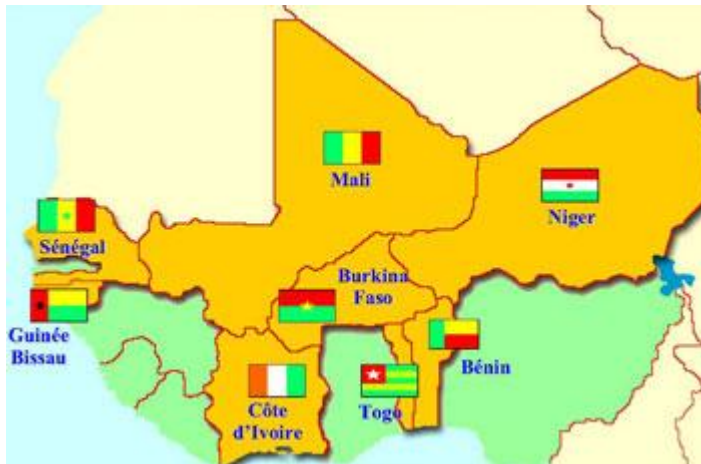 Mali
Niger
Sénégal
Burkina
Faso
Guinée
Bissau
Bénin
Côte
d'Ivoire
Togo